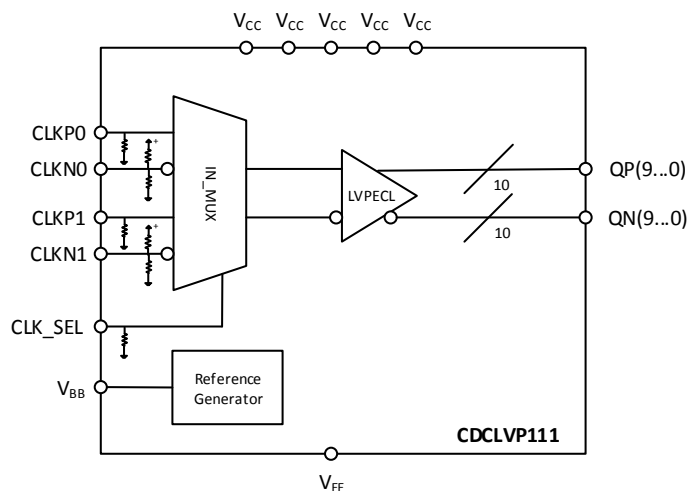 VCC VCC VCC VCC VCC
CLKP0
CLKN0
CLKP1
CLKN1
CLK_SEL
VBB
+
+
IN_MUX
LVPECL
10
10
QP(9...0)
QN(9...0)
Reference
Generator
CDCLVP111
VEE